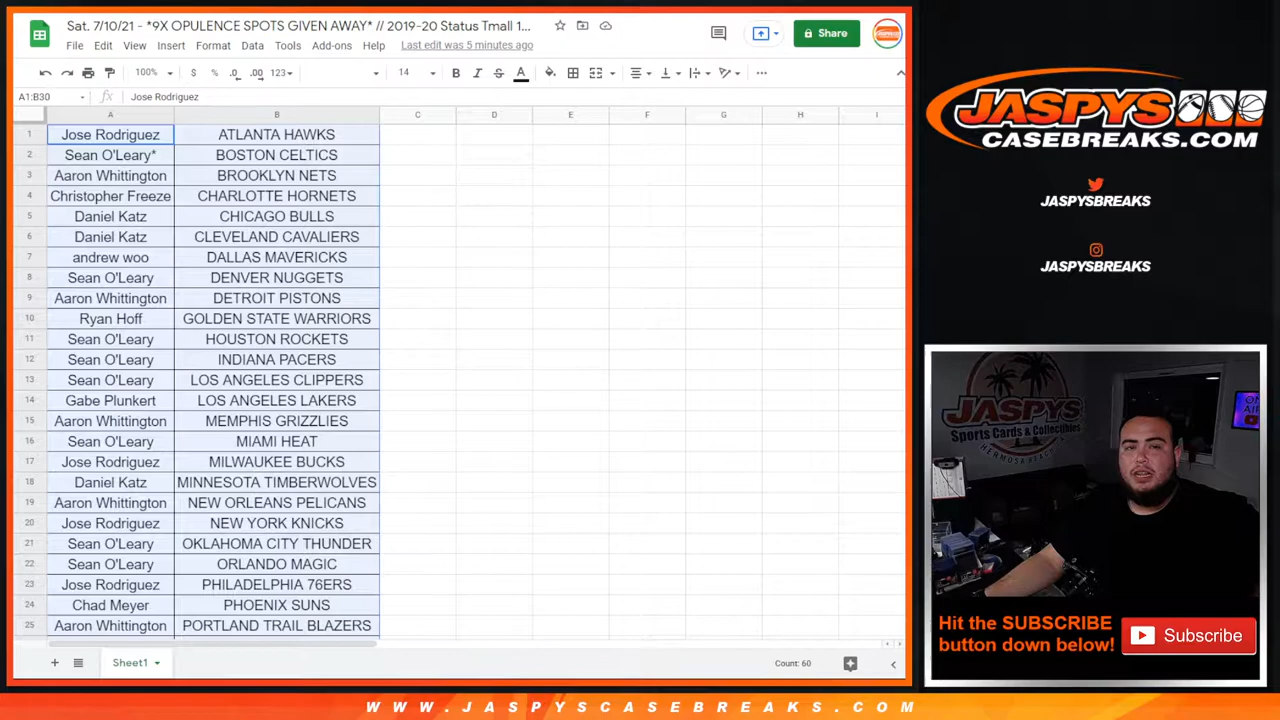 Sat. 7/10/21 - *9X OPULENCE SPOTS GIVEN AWAY* // 2019-20 Status Tmall 1...
Share
File Edit View Insert Format Data Tools Add-ons Help Last edit was 5 minutes ago
100% $ % .0 .00 123 14 B I S A
A1:B30 fx Jose Rodriguez
A B C D E F G H I
1 Jose Rodriguez ATLANTA HAWKS
2 Sean O'Leary* BOSTON CELTICS
3 Aaron Whittington BROOKLYN NETS
4 Christopher Freeze CHARLOTTE HORNETS
5 Daniel Katz CHICAGO BULLS
6 Daniel Katz CLEVELAND CAVALIERS
7 andrew woo DALLAS MAVERICKS
8 Sean O'Leary DENVER NUGGETS
9 Aaron Whittington DETROIT PISTONS
10 Ryan Hoff GOLDEN STATE WARRIORS
11 Sean O'Leary HOUSTON ROCKETS
12 Sean O'Leary INDIANA PACERS
13 Sean O'Leary LOS ANGELES CLIPPERS
14 Gabe Plunkert LOS ANGELES LAKERS
15 Aaron Whittington MEMPHIS GRIZZLIES
16 Sean O'Leary MIAMI HEAT
17 Jose Rodriguez MILWAUKEE BUCKS
18 Daniel Katz MINNESOTA TIMBERWOLVES
19 Aaron Whittington NEW ORLEANS PELICANS
20 Jose Rodriguez NEW YORK KNICKS
21 Sean O'Leary OKLAHOMA CITY THUNDER
22 Sean O'Leary ORLANDO MAGIC
23 Jose Rodriguez PHILADELPHIA 76ERS
24 Chad Meyer PHOENIX SUNS
25 Aaron Whittington PORTLAND TRAIL BLAZERS
Sheet1
Count: 60
JASPYS
CASEBREAKS.COM
JASPYSBREAKS
JASPYSBREAKS
JASPYS
Sports Cards & Collectibles
HERMOSA BEACH
ON
AIR
Hit the SUBSCRIBE
button down below!
Subscribe
WWW.JASPYSCASEBREAKS.COM